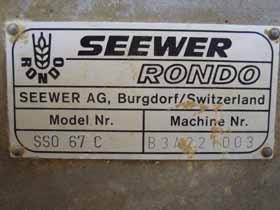 SEEWER
RONDO
RONDO
SEEWER AG, Burgdorf/Switzerland
Model Nr. Machine Nr.
SSO 67 C